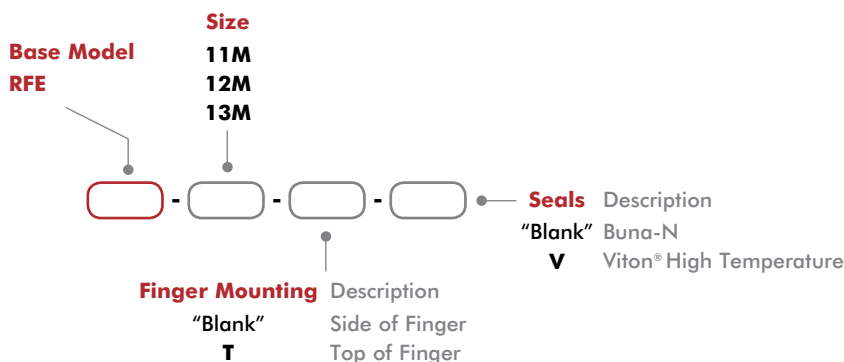 Size
Base Model
11M
RFE
12M
13M
- - -
Seals Description
"Blank" Buna-N
V Viton® High Temperature
Finger Mounting Description
"Blank" Side of Finger
T Top of Finger